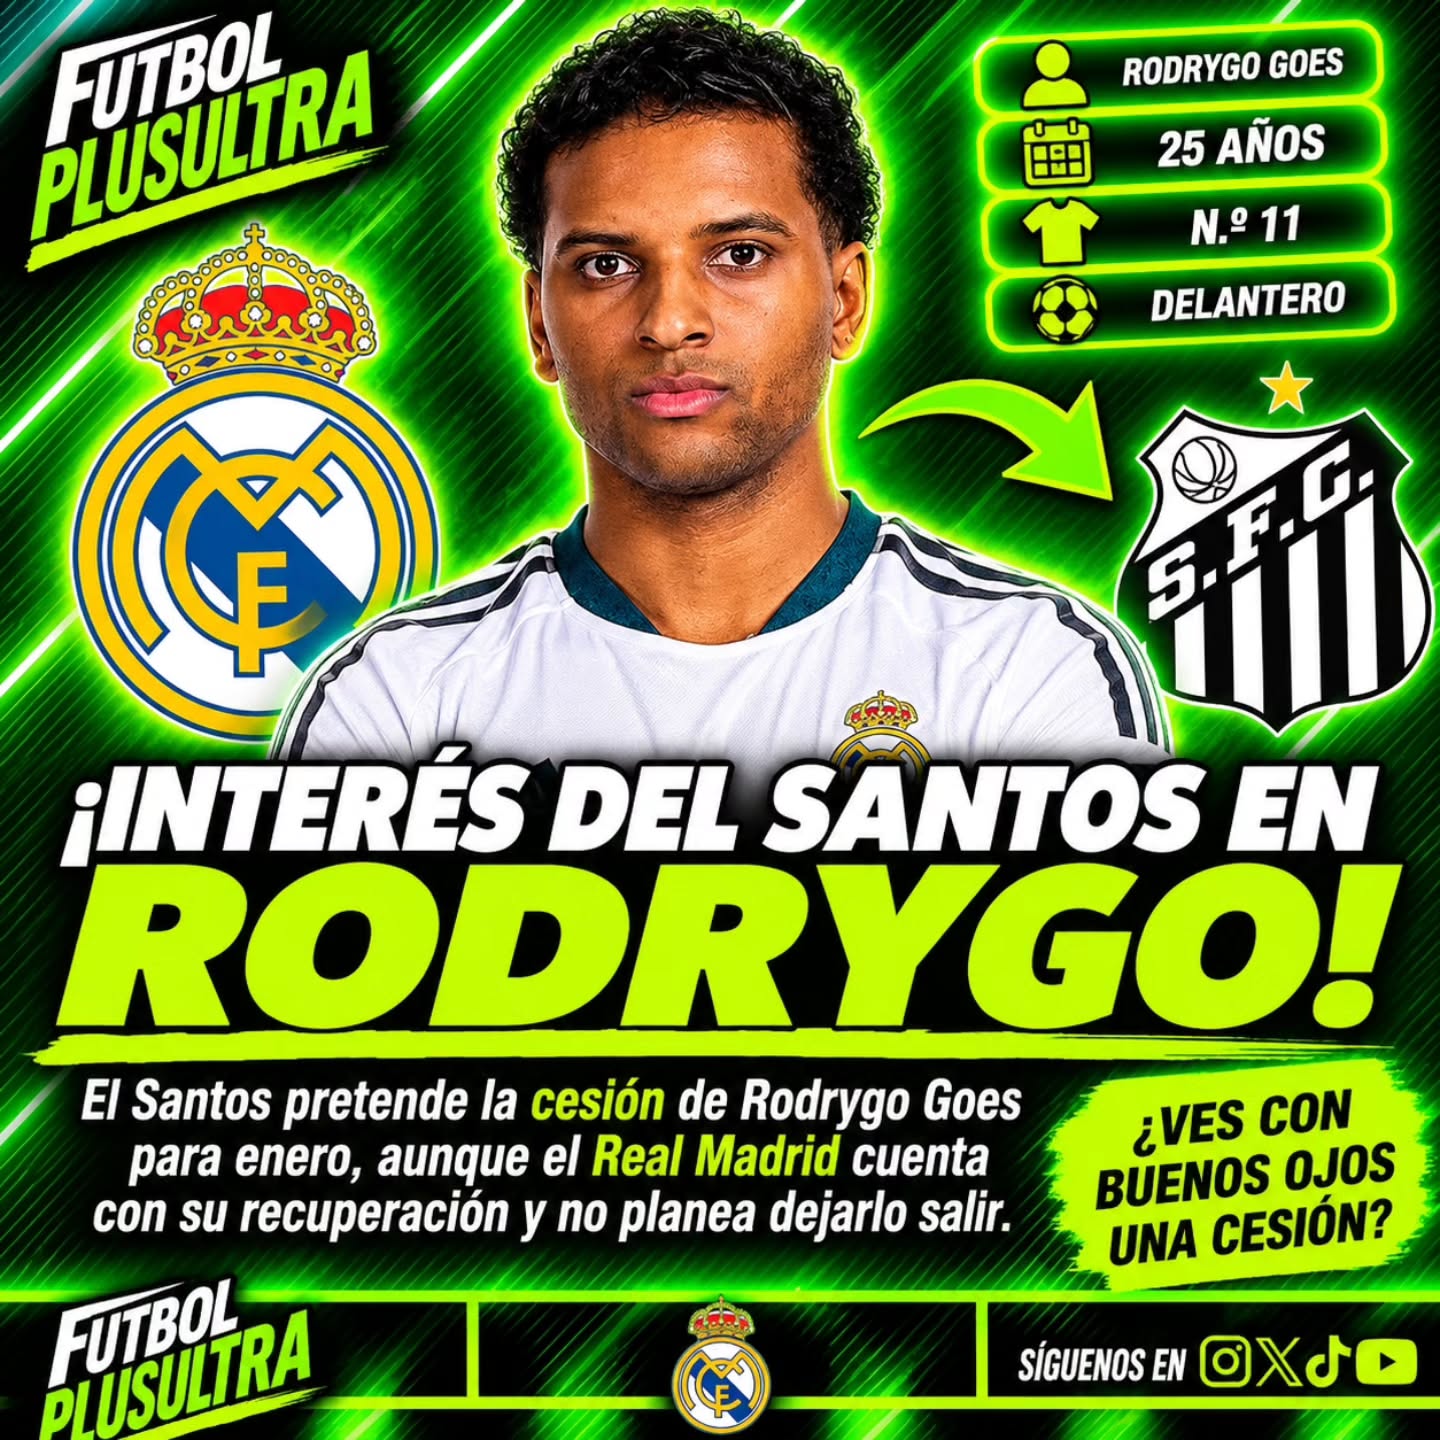 FUTBOL
PLUSULTRA
RODRYGO GOES
25 AÑOS
N.º 11
DELANTERO
S.F.C.
¡INTERÉS DEL SANTOS EN
RODRYGO!
El Santos pretende la cesión de Rodrygo Goes
para enero, aunque el Real Madrid cuenta
con su recuperación y no planea dejarlo salir.
¿VES CON
BUENOS OJOS
UNA CESIÓN?
FUTBOL
PLUSULTRA
SÍGUENOS EN